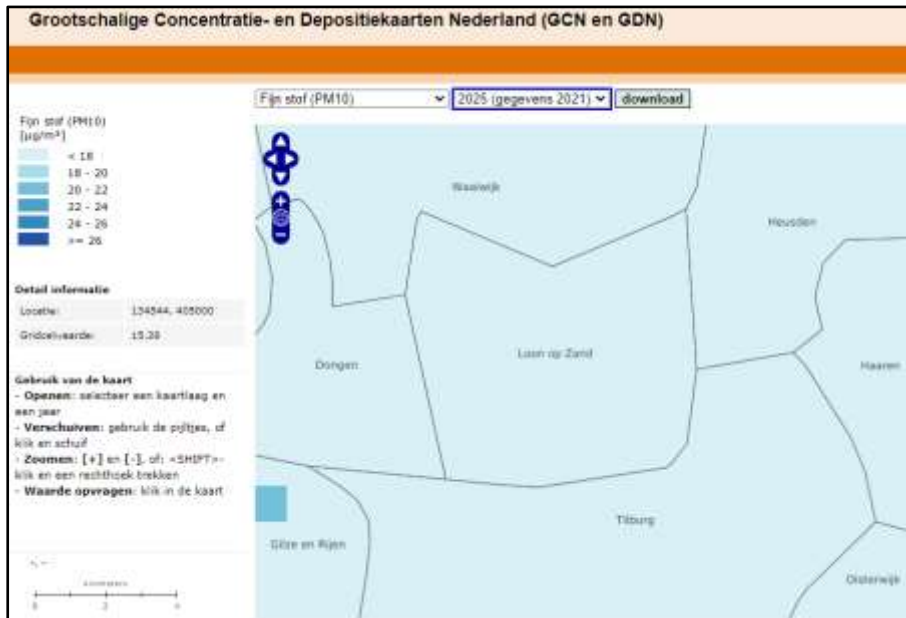 Grootschalige Concentratie- en Depositiekaarten Nederland (GCN en GDN)
Fijn stof (PM10)
2025 (gegevens 2021)
download
Fijn stof (PM10)
[µg/m³]
< 18
18 - 20
20 - 22
22 - 24
24 - 26
>= 26
Detail informatie
Locatie:
134544, 405000
Gridcelwaarde:
Gebruik van de kaart
- Openen: selecteer een kaartlaag en
een jaar
- Verschuiven: gebruik de pijltjes, of
klik en schuif
- Zoomen: [+] en [-], of: <SHIFT>-
klik en een rechthoek trekken
- Waarde opvragen: klik in de kaart
0
2
4
Waalwijk
Heusden
Dongen
Loon op Zand
Haaren
Tilburg
Gilze en Rijen
Oisterwijk